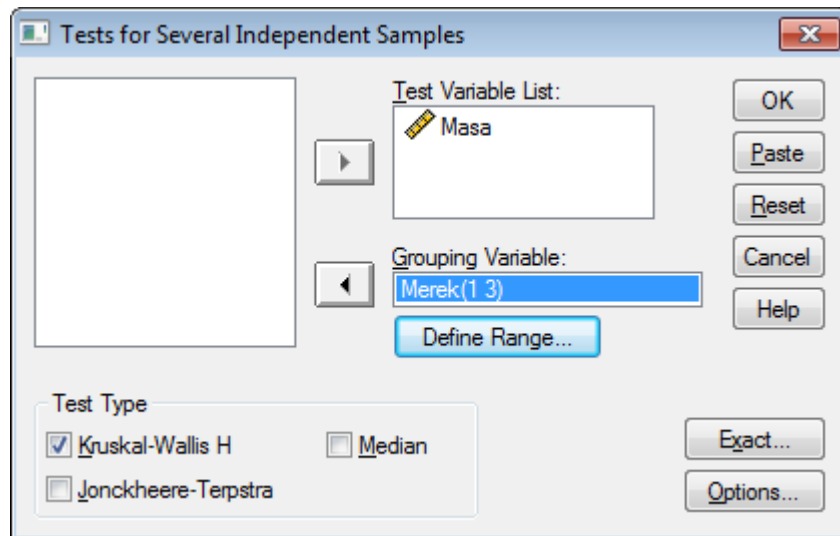 Tests for Several Independent Samples
Test Variable List:
Masa
OK
Paste
Reset
Grouping Variable:
Merek(1 3)
Cancel
Help
Define Range...
Test Type
Kruskal-Wallis H
Median
Jonckheere-Terpstra
Exact...
Options...